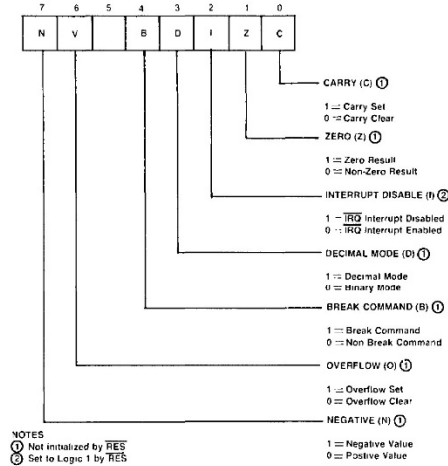 7 6 5 4 3 2 1 0
N V B D I Z C
CARRY (C) ①
1 = Carry Set
0 = Carry Clear
ZERO (Z) ①
1 = Zero Result
0 = Non-Zero Result
INTERRUPT DISABLE (I) ②
1 = IRQ Interrupt Disabled
0 = IRQ Interrupt Enabled
DECIMAL MODE (D) ①
1 = Decimal Mode
0 = Binary Mode
BREAK COMMAND (B) ①
1 = Break Command
0 = Non Break Command
OVERFLOW (O) ①
1 = Overflow Set
0 = Overflow Clear
NEGATIVE (N) ①
1 = Negative Value
0 = Postive Value
NOTES
① Not initialized by RES
② Set to Logic 1 by RES